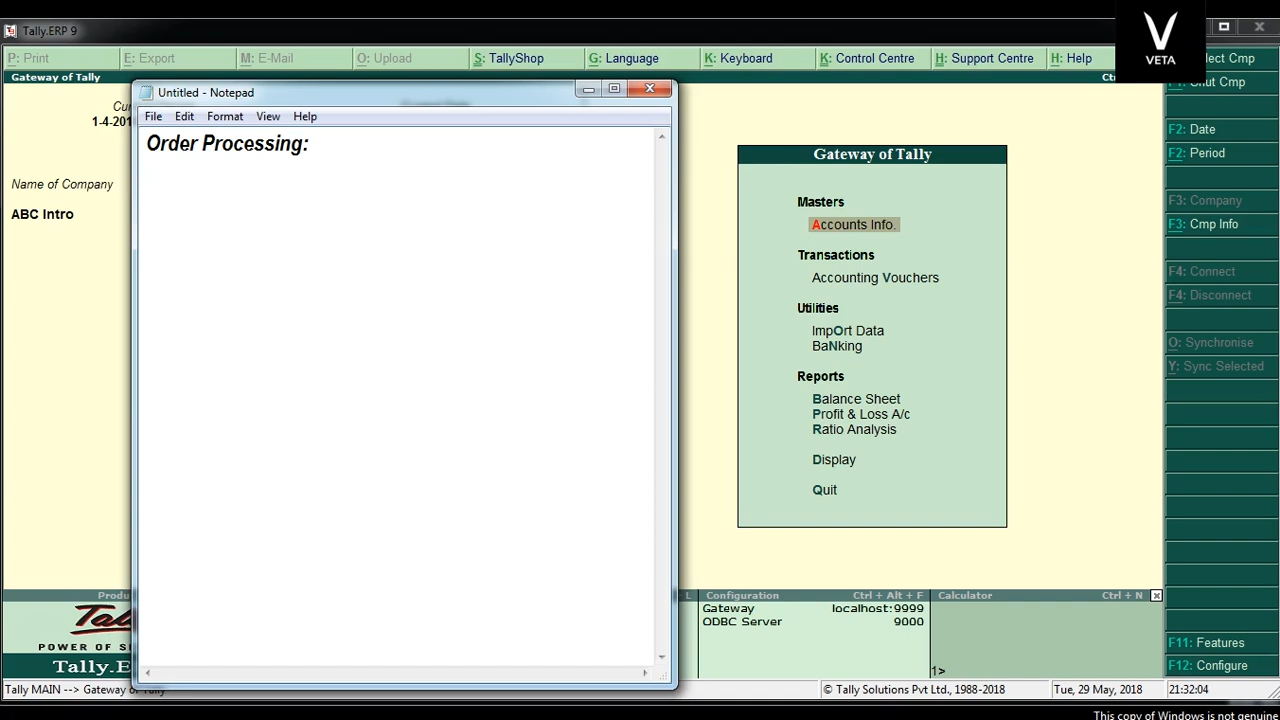 Tally.ERP 9
VETA
P: Print
E: Export
M: E-Mail
O: Upload
S: TallyShop
G: Language
K: Keyboard
K: Control Centre
H: Support Centre
H: Help
lect Cmp
Gateway of Tally
Shut Cmp
Untitled - Notepad
File Edit Format View Help
Order Processing:
1-4-201
Name of Company
ABC Intro
Gateway of Tally
Masters
Accounts Info.
Transactions
Accounting Vouchers
Utilities
ImpOrt Data
BaNking
Reports
Balance Sheet
Profit & Loss A/c
Ratio Analysis
Display
Quit
F2: Date
F2: Period
F3: Company
F3: Cmp Info
F4: Connect
F4: Disconnect
O: Synchronise
Y: Sync Selected
F11: Features
F12: Configure
Produ
POWER OF S
Tally.E
L
Configuration Ctrl + Alt + F
Gateway localhost:9999
ODBC Server 9000
Calculator Ctrl + N
1>
Tally MAIN --> Gateway of Tally
© Tally Solutions Pvt Ltd., 1988-2018
Tue, 29 May, 2018
21:32:04
This copy of Windows is not genuine